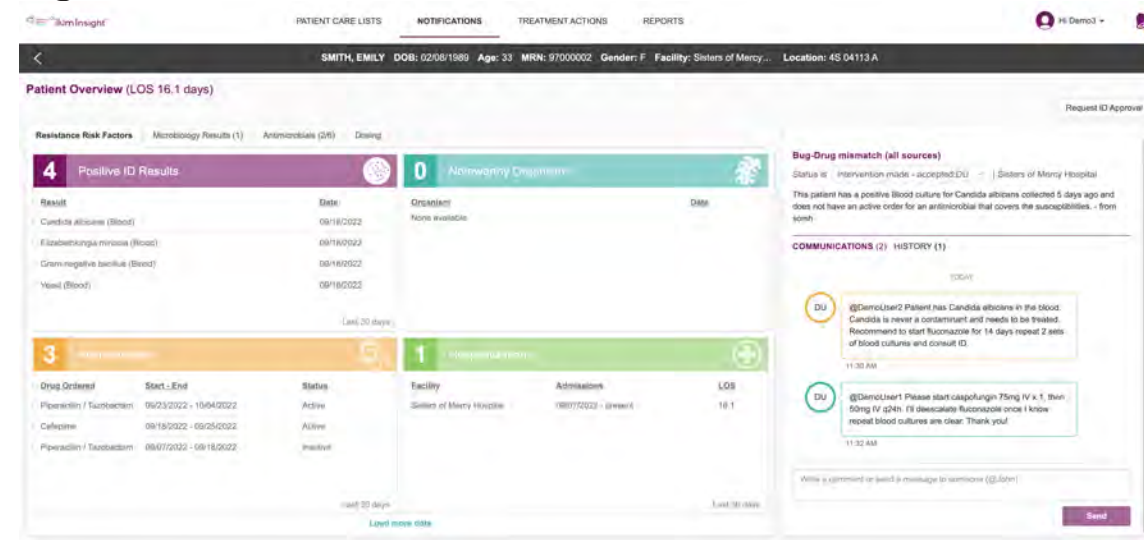 ilúm Insight
PATIENT CARE LISTS
NOTIFICATIONS
TREATMENT ACTIONS
REPORTS
Hi Demo3
SMITH, EMILY DOB: 02/08/1989 Age: 33 MRN: 97000002 Gender: F Facility: Sisters of Mercy... Location: 4S 04113 A
Patient Overview (LOS 16.1 days)
Request ID Approval
Resistance Risk Factors
Microbiology Results (1)
Antimicrobials (2/6)
Dosing
4 Positive ID Results
Result Date
Candida albicans (Blood) 09/18/2022
Elizabethkingia miricola (Blood) 09/18/2022
Gram-negative bacillus (Blood) 09/18/2022
Yeast (Blood) 09/18/2022
Last 30 days
0 Noteworthy Organisms
Organism Date
None available
3
Drug Ordered Start - End Status
Piperacillin / Tazobactam 09/23/2022 - 10/04/2022 Active
Cefepime 09/18/2022 - 09/25/2022 Active
Piperacillin / Tazobactam 09/07/2022 - 09/18/2022 Inactive
days
1 Hospitalizations
Facility Admissions LOS
Sisters of Mercy Hospital 09/07/2022 - present 16.1
Last 90 days
Load more data
Bug-Drug mismatch (all sources)
Status is Intervention made - accepted:DU | Sisters of Mercy Hospital
This patient has a positive Blood culture for Candida albicans collected 5 days ago and
does not have an active order for an antimicrobial that covers the susceptibilities. - from
COMMUNICATIONS (2) HISTORY (1)
TODAY
DU
@DemoUser2 Patient has Candida albicans in the blood.
Candida is never a contaminant and needs to be treated.
Recommend to start fluconazole for 14 days repeat 2 sets
of blood cultures and consult ID.
11:30 AM
DU
@DemoUser1 Please start caspofungin 75mg IV x 1, then
50mg IV q24h. I'll deescalate fluconazole once I know
repeat blood cultures are clear. Thank you!
11:32 AM
Write a comment or send a message to someone (@John)
Send